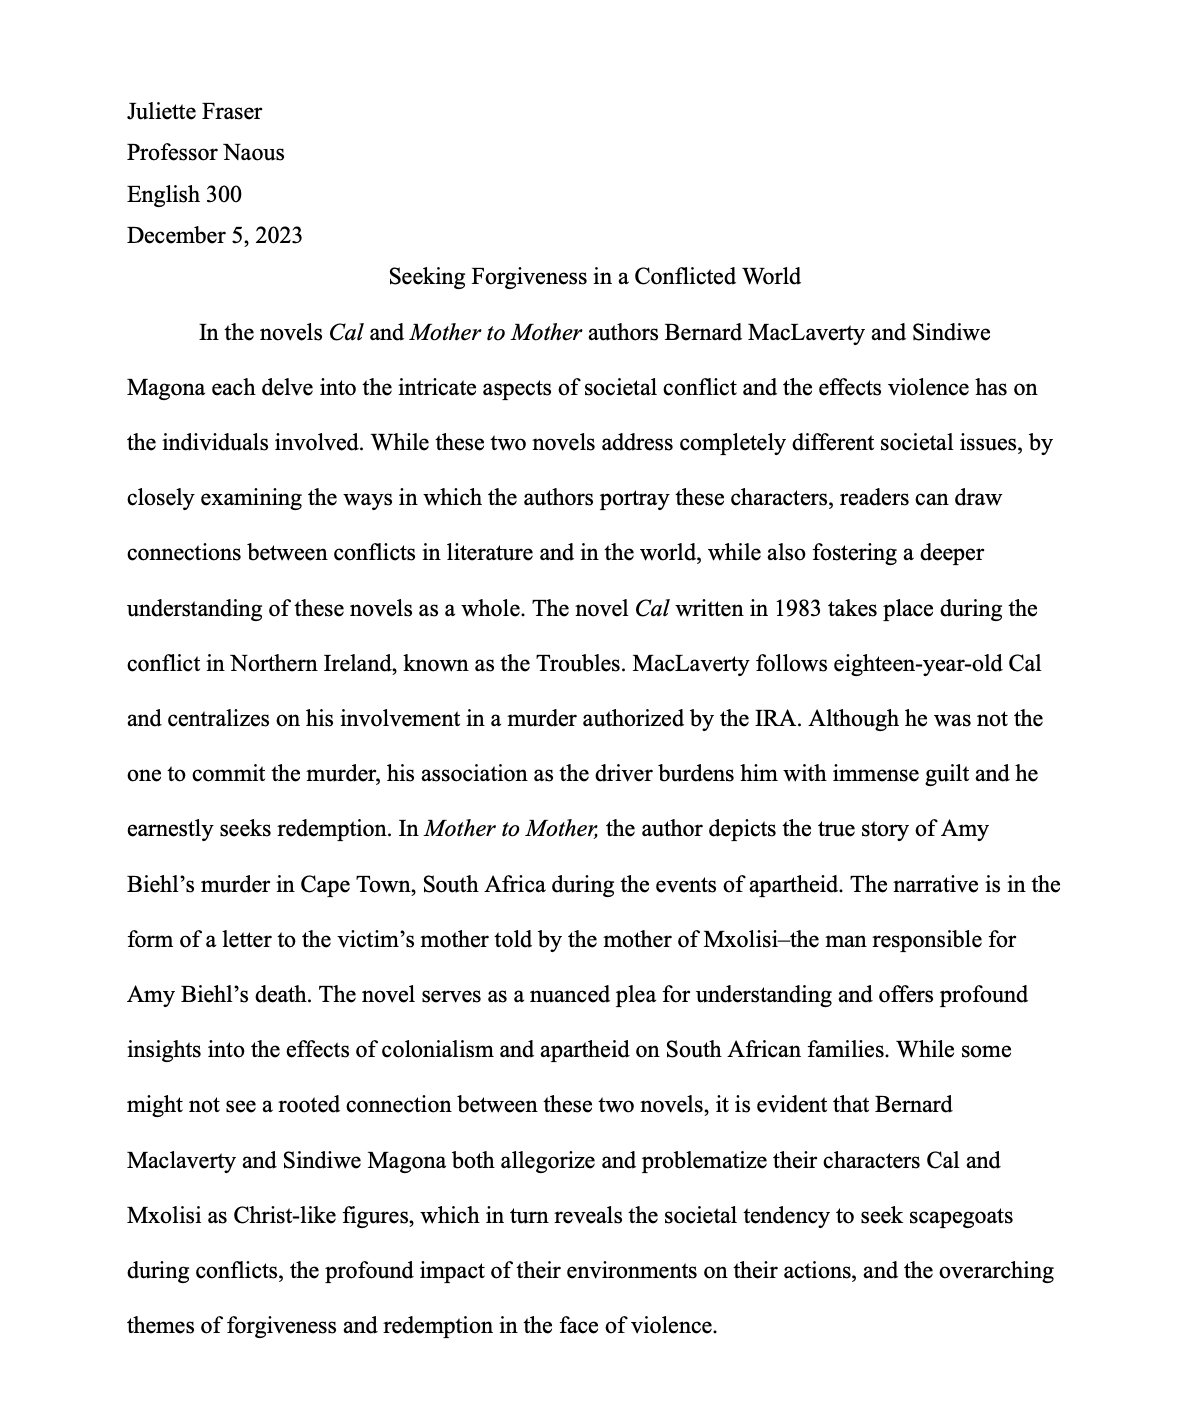 Juliette Fraser
Professor Naous
English 300
December 5, 2023
Seeking Forgiveness in a Conflicted World
In the novels Cal and Mother to Mother authors Bernard MacLaverty and Sindiwe
Magona each delve into the intricate aspects of societal conflict and the effects violence has on
the individuals involved. While these two novels address completely different societal issues, by
closely examining the ways in which the authors portray these characters, readers can draw
connections between conflicts in literature and in the world, while also fostering a deeper
understanding of these novels as a whole. The novel Cal written in 1983 takes place during the
conflict in Northern Ireland, known as the Troubles. MacLaverty follows eighteen-year-old Cal
and centralizes on his involvement in a murder authorized by the IRA. Although he was not the
one to commit the murder, his association as the driver burdens him with immense guilt and he
earnestly seeks redemption. In Mother to Mother, the author depicts the true story of Amy
Biehl’s murder in Cape Town, South Africa during the events of apartheid. The narrative is in the
form of a letter to the victim’s mother told by the mother of Mxolisi–the man responsible for
Amy Biehl’s death. The novel serves as a nuanced plea for understanding and offers profound
insights into the effects of colonialism and apartheid on South African families. While some
might not see a rooted connection between these two novels, it is evident that Bernard
Maclaverty and Sindiwe Magona both allegorize and problematize their characters Cal and
Mxolisi as Christ-like figures, which in turn reveals the societal tendency to seek scapegoats
during conflicts, the profound impact of their environments on their actions, and the overarching
themes of forgiveness and redemption in the face of violence.